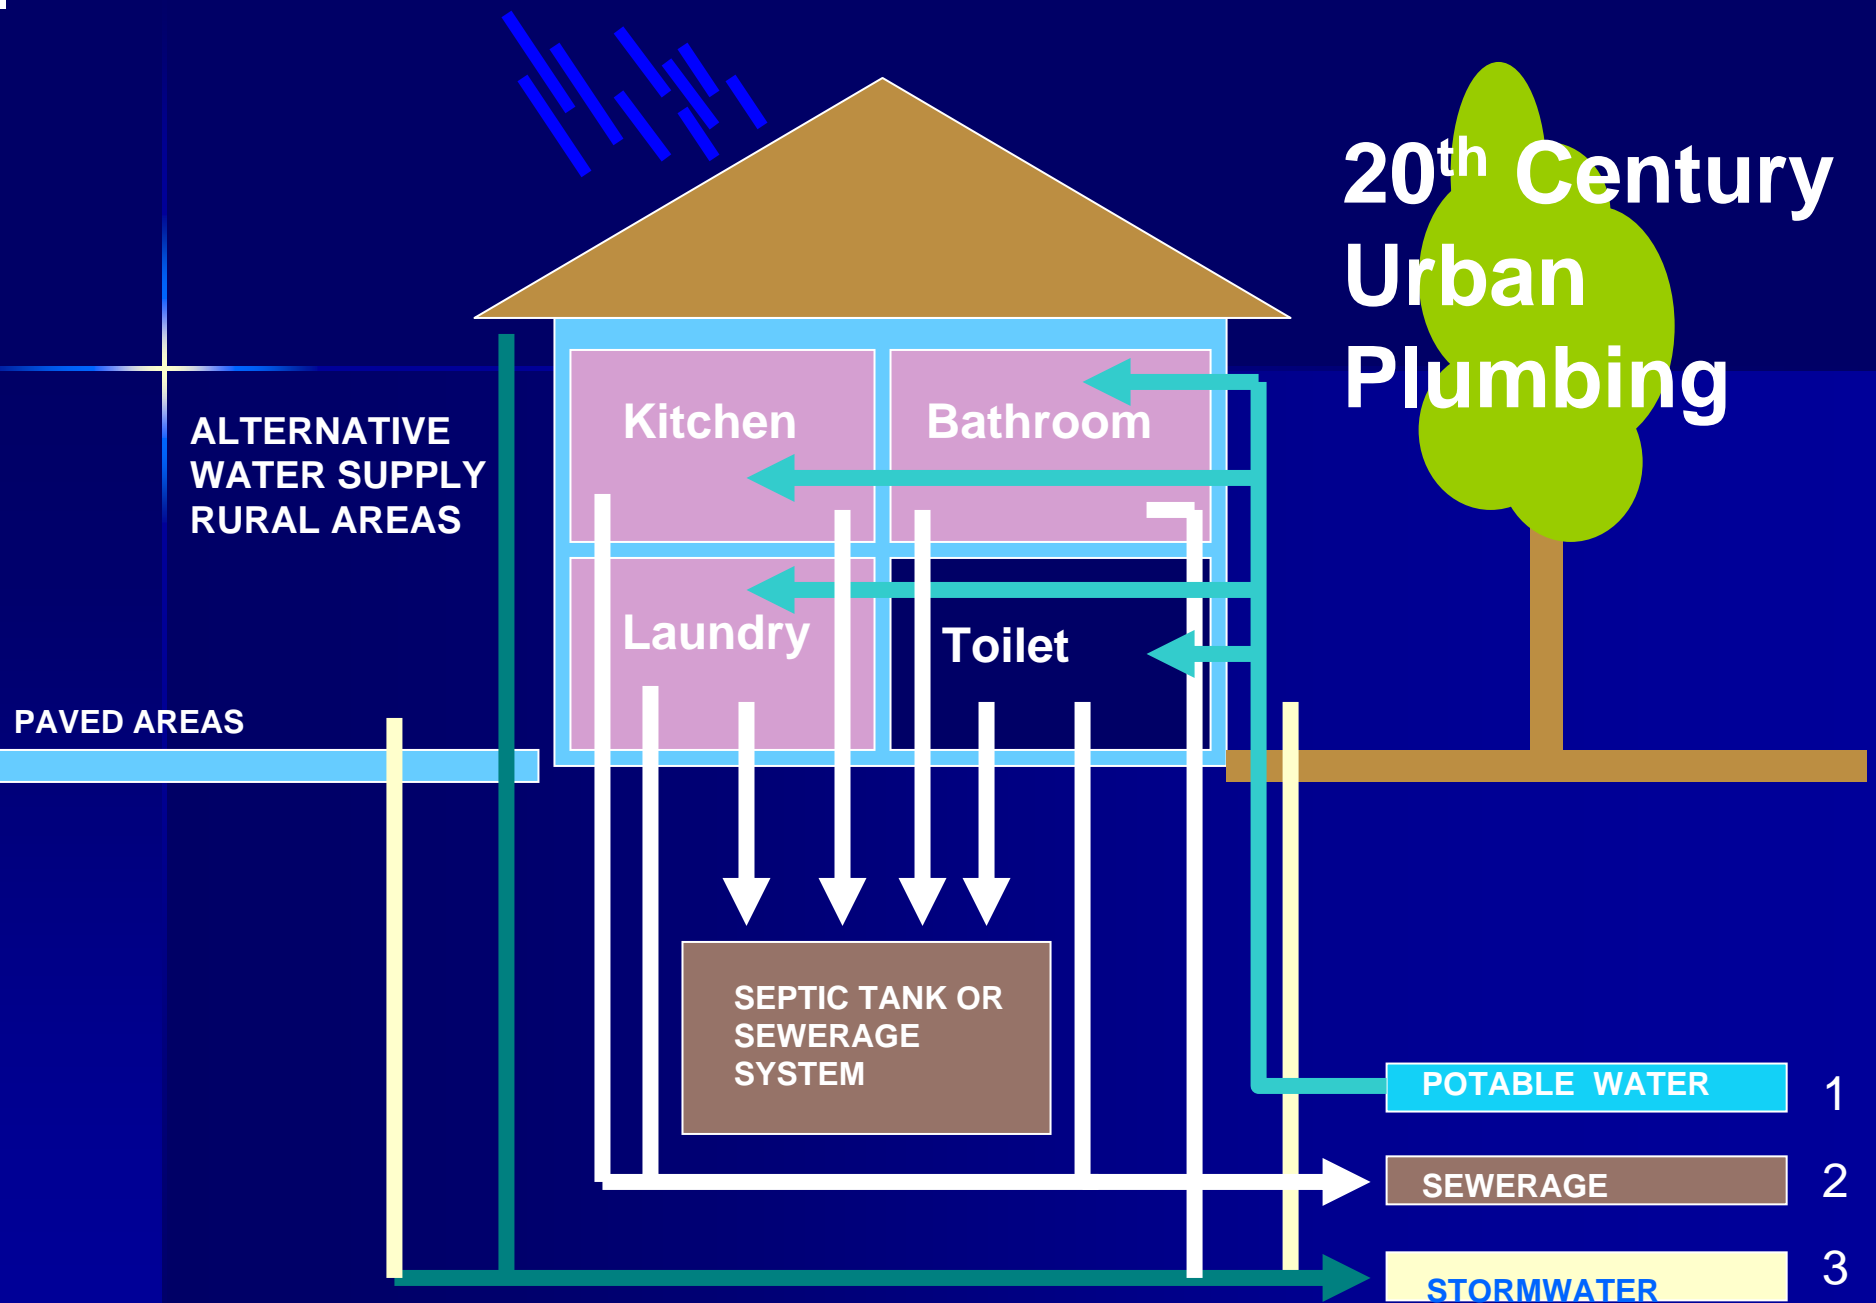 20th Century
Urban
Plumbing
ALTERNATIVE
WATER SUPPLY
RURAL AREAS
Kitchen
Bathroom
Laundry
Toilet
PAVED AREAS
SEPTIC TANK OR
SEWERAGE
SYSTEM
POTABLE WATER 1
SEWERAGE 2
STORMWATER 3